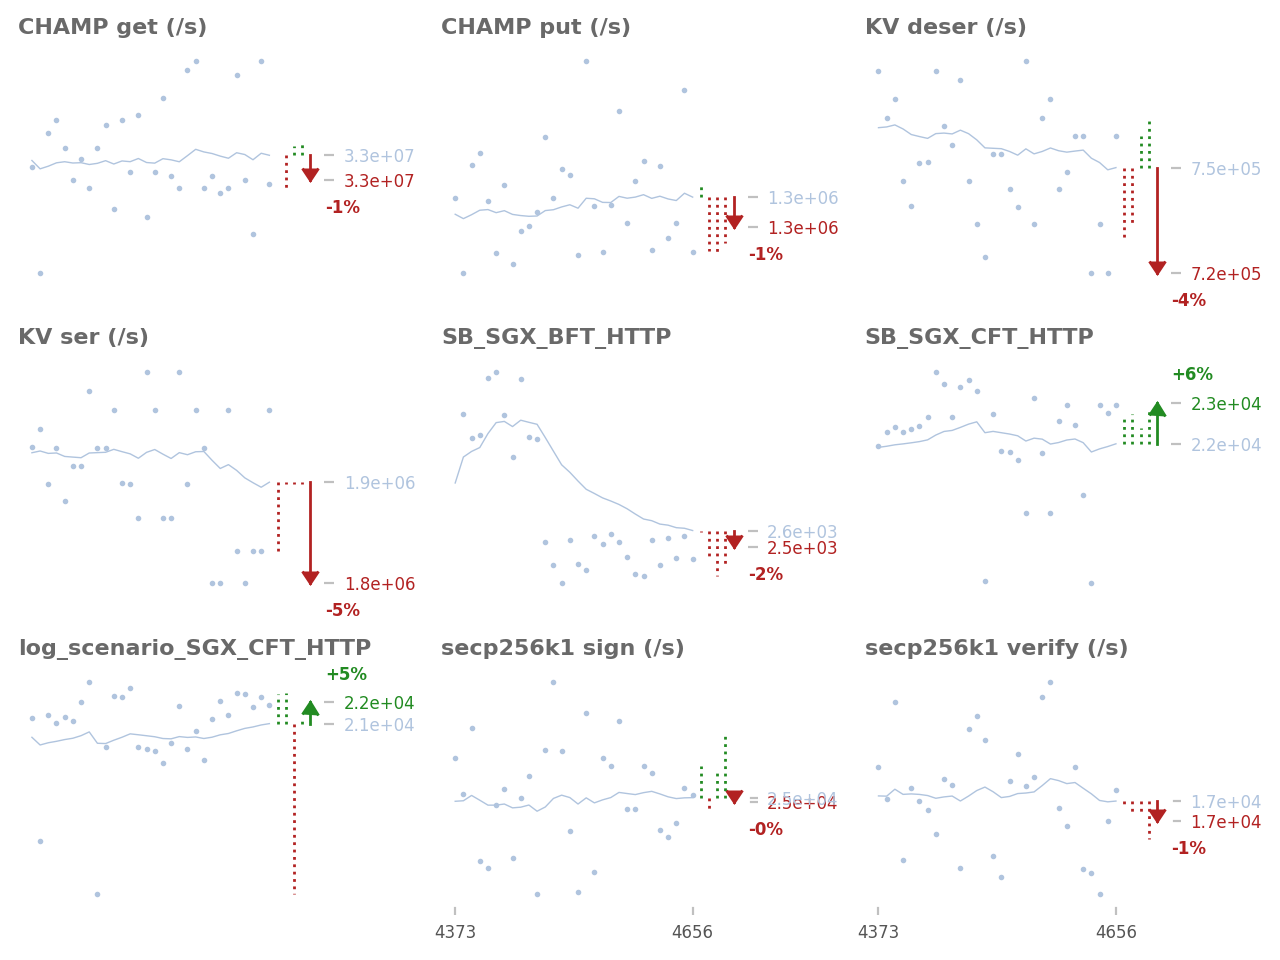 CHAMP get (/s)
3.3e+07
3.3e+07
-1%
CHAMP put (/s)
1.3e+06
1.3e+06
-1%
KV deser (/s)
7.5e+05
7.2e+05
-4%
KV ser (/s)
1.9e+06
1.8e+06
-5%
SB_SGX_BFT_HTTP
2.6e+03
2.5e+03
-2%
SB_SGX_CFT_HTTP
+6%
2.3e+04
2.2e+04
log_scenario_SGX_CFT_HTTP
+5%
2.2e+04
2.1e+04
secp256k1 sign (/s)
2.5e+04
2.5e+04
-0%
4373 4656
secp256k1 verify (/s)
1.7e+04
1.7e+04
-1%
4373 4656